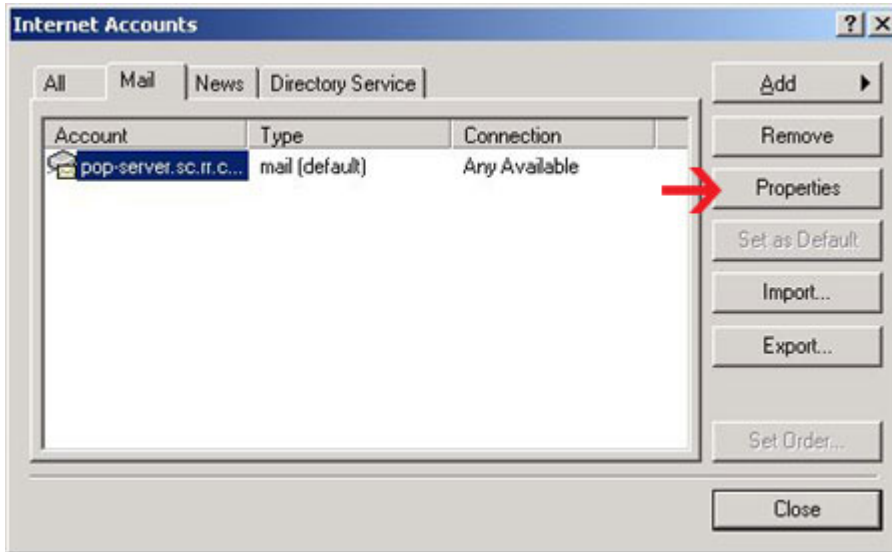 Internet Accounts
All Mail News Directory Service
Account Type Connection
pop-server.sc.rr.c... mail (default) Any Available
Add
Remove
Properties
Set as Default
Import...
Export...
Set Order...
Close